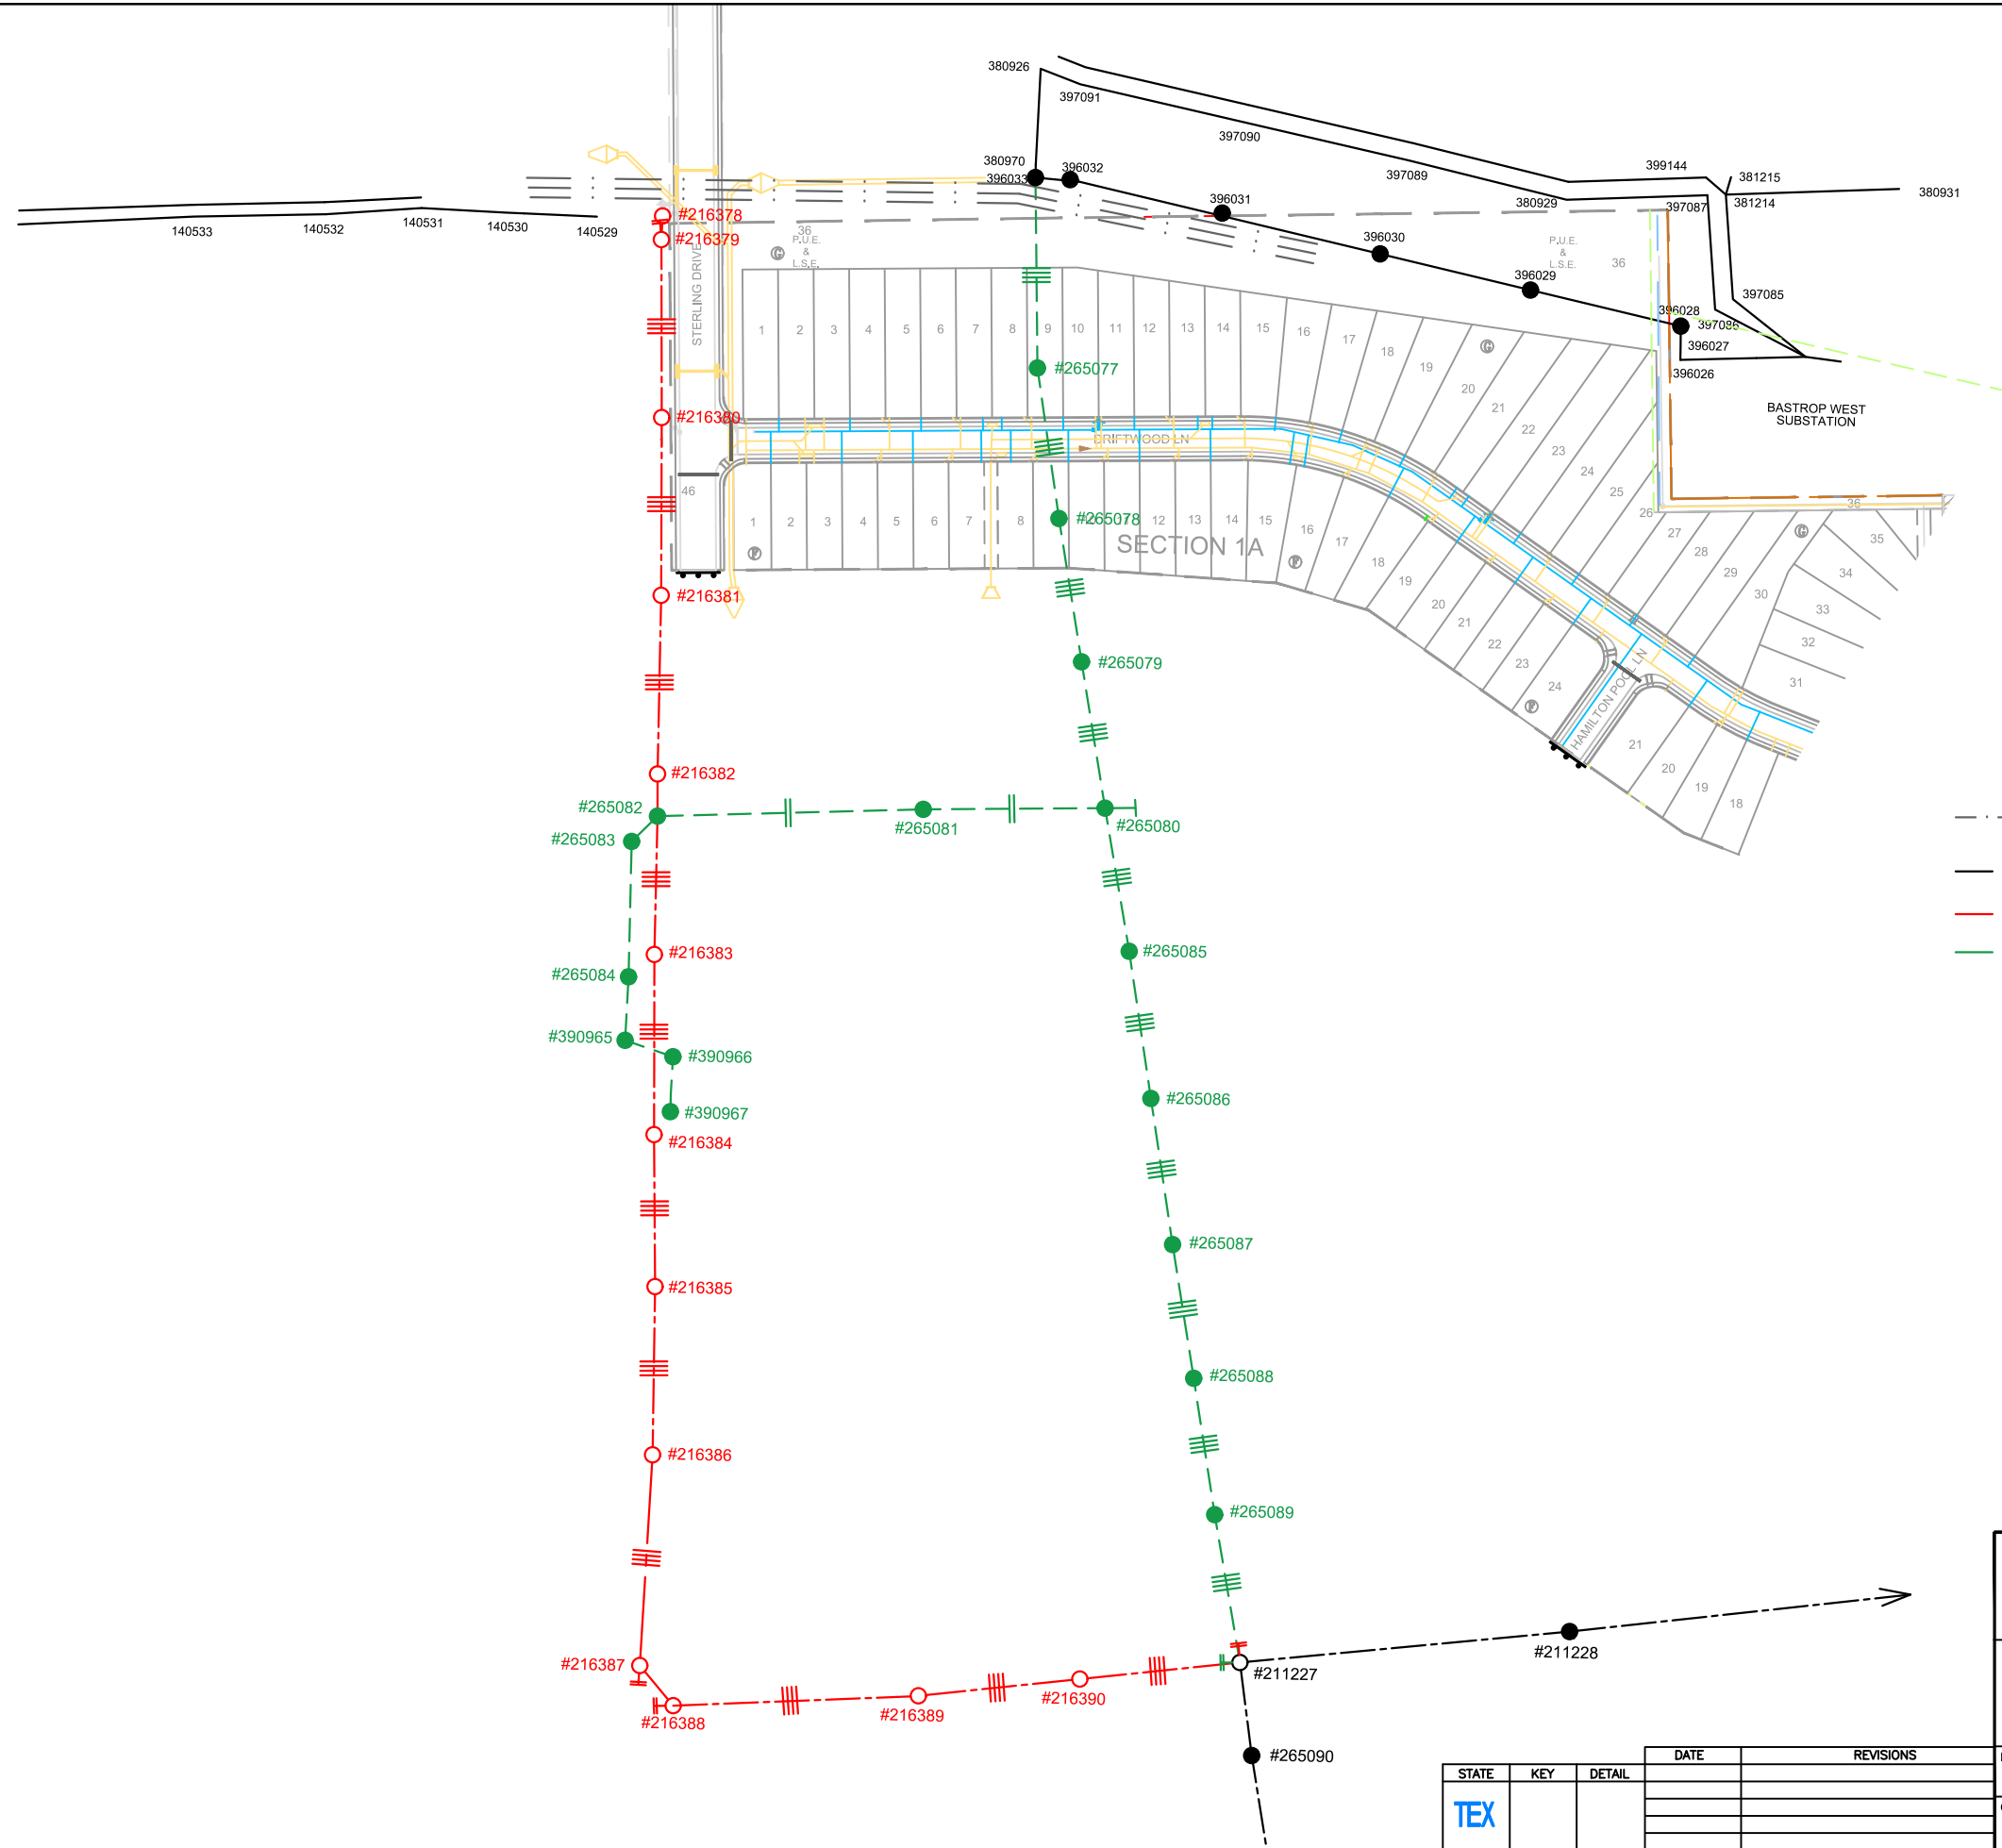 380926
397091
397090
380970
396032
396033
397089
399144
381215
380931
381214
380929
397087
396031
396030
396029
396028
397085
397086
396027
396026
BASTROP WEST
SUBSTATION
140533
140532
140531
140530
140529
#216378
#216379
36
P.U.E.
&
L.S.E.
G
P.U.E.
&
L.S.E.
36
STERLING DRIVE
1 2 3 4 5 6 7 8 9 10 11 12 13 14 15 16 17 18 19 20 21 22 23 24 25 26 27 28 29 30 31 32 33 34 35 36
G
G
#265077
#216380
DRIFTWOOD LN
46
1 2 3 4 5 6 7 8
#265078
12 13 14 15 16 17 18 19 20 21 22 23 24
F
F
F
SECTION 1A
HAMILTON POOL LN
21 20 19 18
#216381
#265079
#216382
#265082
#265083
#265081
#265080
#216383
#265085
#265084
#390965
#390966
#265086
#390967
#216384
#265087
#216385
#265088
#216386
#265089
#216387
#216388
#216389
#216390
#211227
#211228
#265090
DATE REVISIONS
STATE KEY DETAIL
TEX